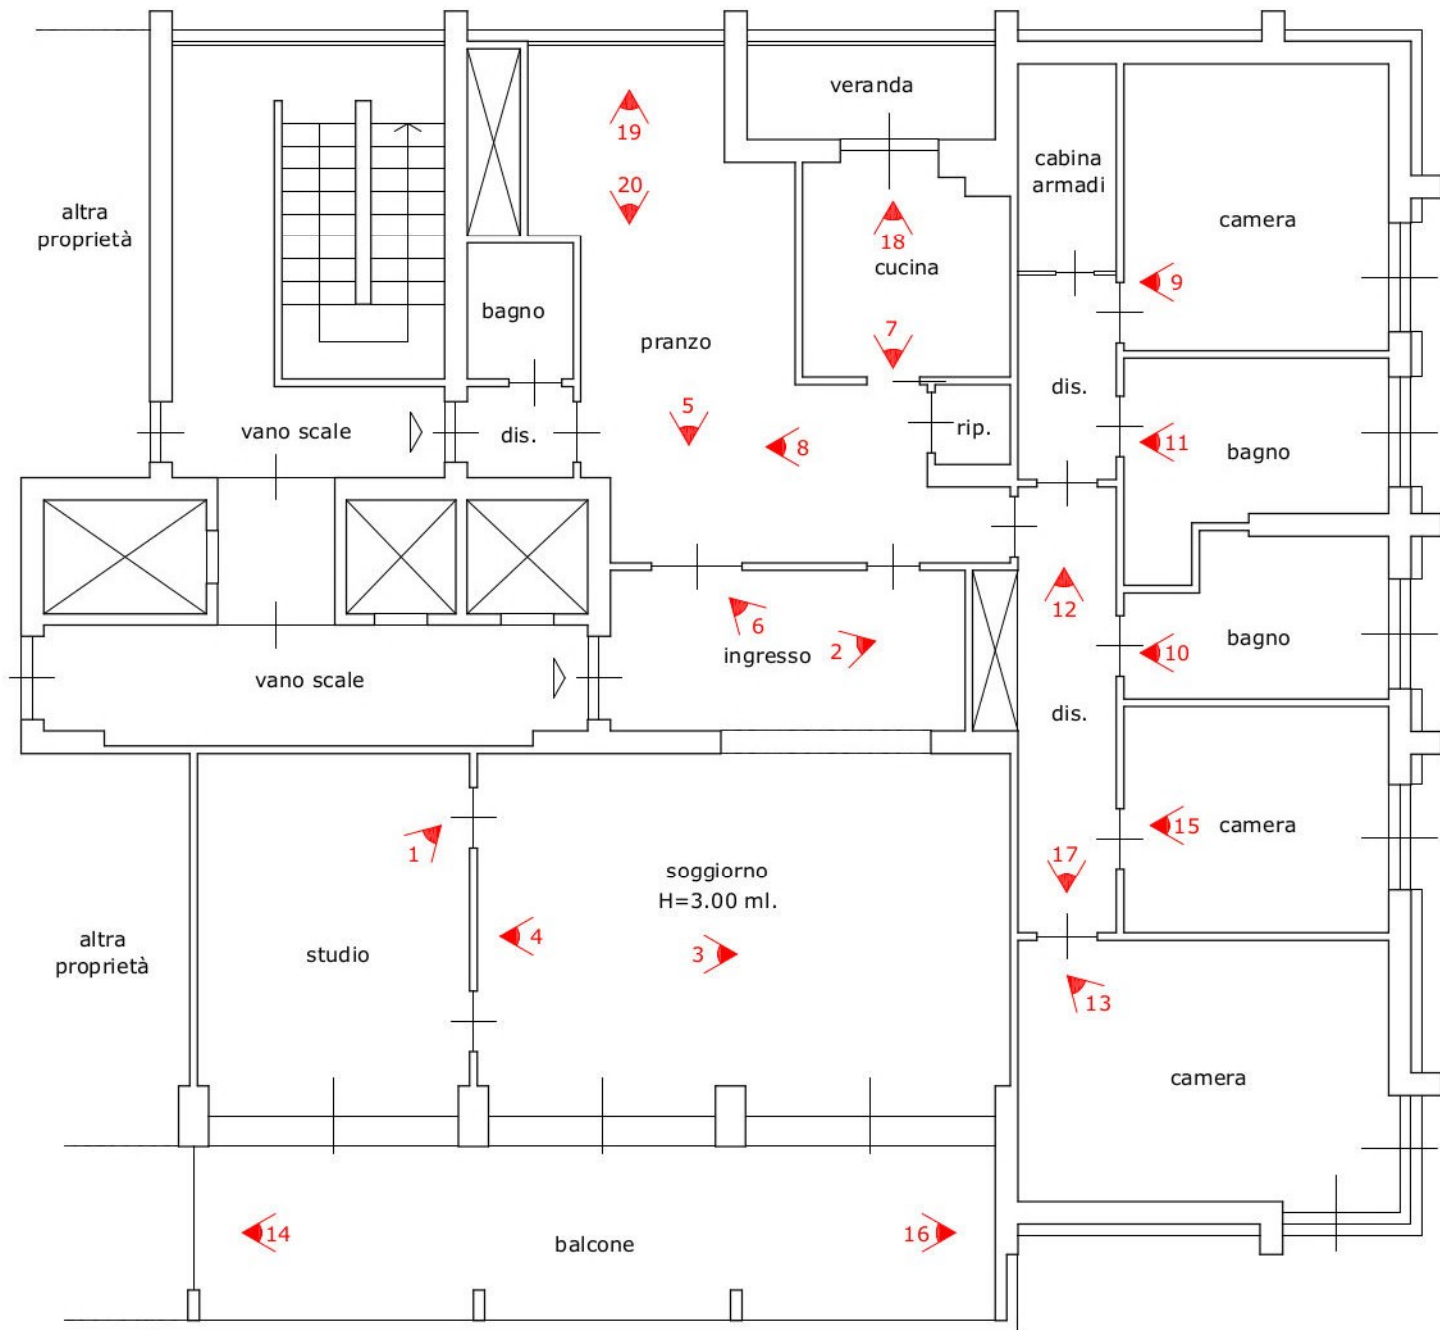 veranda
19
cabina
armadi
20
altra
proprietà
camera
18
cucina
9
bagno
7
pranzo
dis.
5
vano scale
dis.
8
rip.
11
bagno
12
6
2
ingresso
bagno
10
vano scale
dis.
1
17
15
camera
soggiorno
H=3.00 ml.
altra
proprietà
studio
4
3
13
camera
14
balcone
16